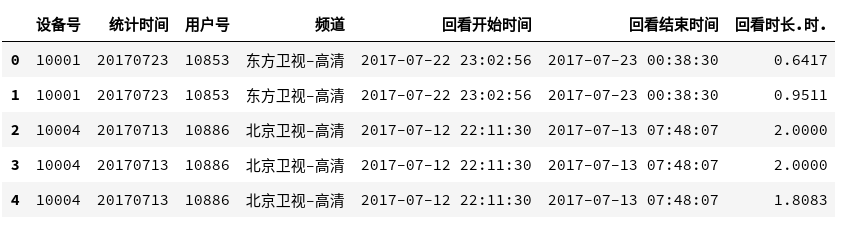 设备号 统计时间 用户号 频道 回看开始时间 回看结束时间 回看时长.时.
0 10001 20170723 10853 东方卫视-高清 2017-07-22 23:02:56 2017-07-23 00:38:30 0.6417
1 10001 20170723 10853 东方卫视-高清 2017-07-22 23:02:56 2017-07-23 00:38:30 0.9511
2 10004 20170713 10886 北京卫视-高清 2017-07-12 22:11:30 2017-07-13 07:48:07 2.0000
3 10004 20170713 10886 北京卫视-高清 2017-07-12 22:11:30 2017-07-13 07:48:07 2.0000
4 10004 20170713 10886 北京卫视-高清 2017-07-12 22:11:30 2017-07-13 07:48:07 1.8083